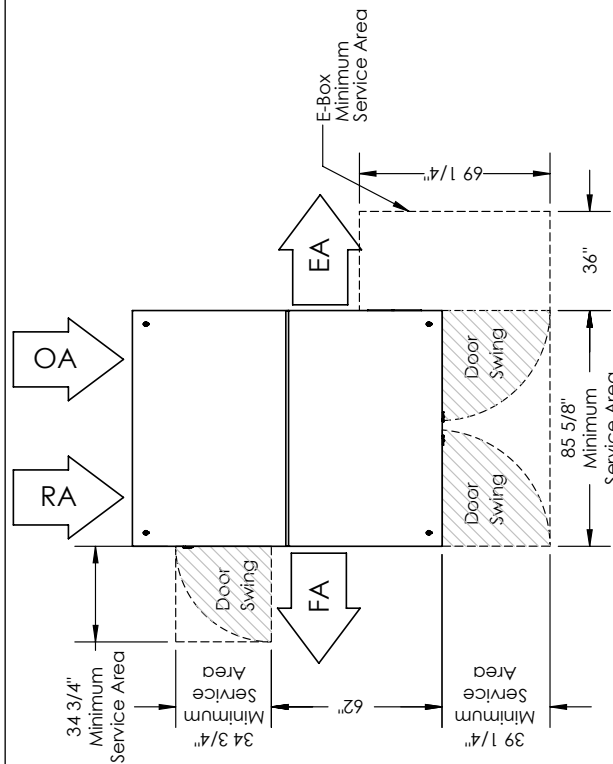 OA
RA
E-Box
Minimum
Service Area
69 1/4"
EA
36"
34 3/4"
Minimum
Service Area
Door
Swing
FA
34 3/4"
Minimum
Service
Area
62"
39 1/4"
Minimum
Service
Area
Door
Swing
Door
Swing
85 5/8"
Minimum
Service Area